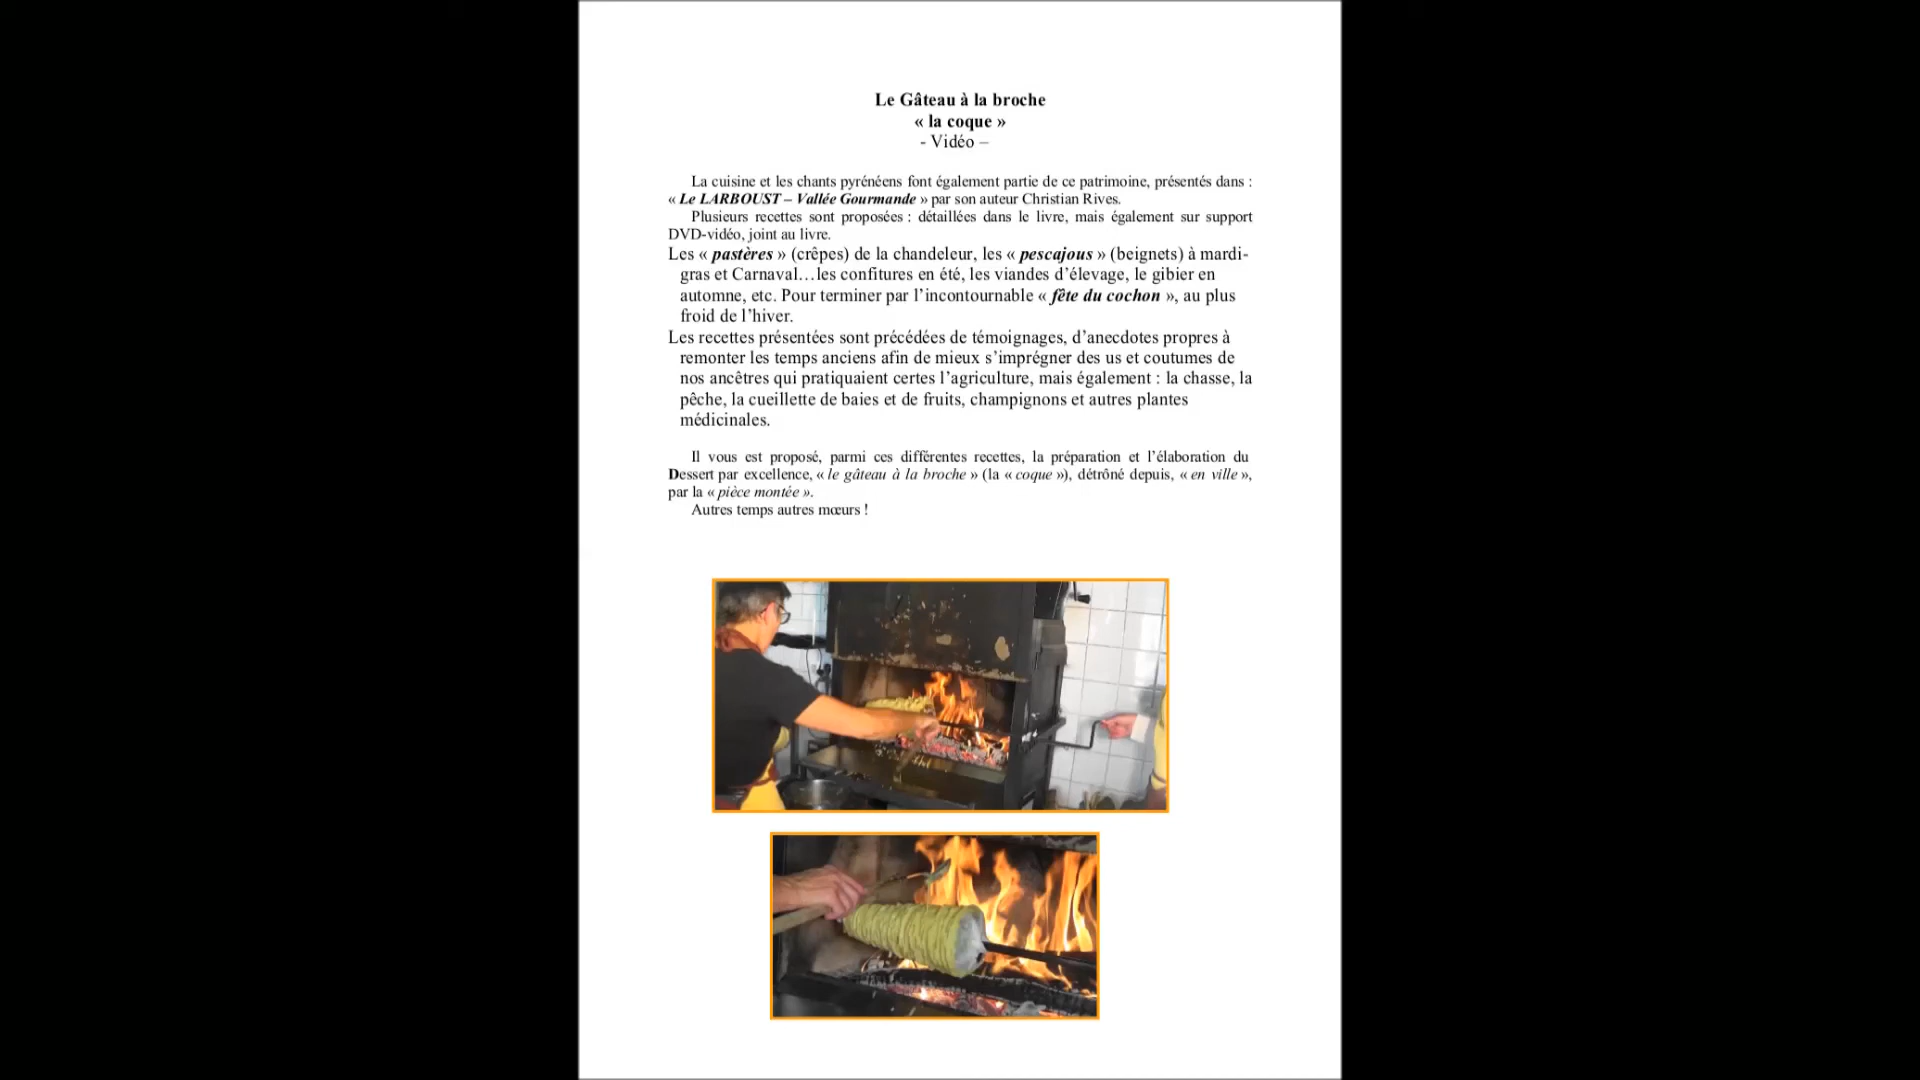 Le Gâteau à la broche
« la coque »
- Vidéo –
La cuisine et les chants pyrénéens font également partie de ce patrimoine, présentés dans :
« Le LARBOUST – Vallée Gourmande » par son auteur Christian Rives.
Plusieurs recettes sont proposées : détaillées dans le livre, mais également sur support
DVD-vidéo, joint au livre.
Les « pastères » (crêpes) de la chandeleur, les « pescajous » (beignets) à mardi-
gras et Carnaval…les confitures en été, les viandes d’élevage, le gibier en
automne, etc. Pour terminer par l’incontournable « fête du cochon », au plus
froid de l’hiver.
Les recettes présentées sont précédées de témoignages, d’anecdotes propres à
remonter les temps anciens afin de mieux s’imprégner des us et coutumes de
nos ancêtres qui pratiquaient certes l’agriculture, mais également : la chasse, la
pêche, la cueillette de baies et de fruits, champignons et autres plantes
médicinales.
Il vous est proposé, parmi ces différentes recettes, la préparation et l’élaboration du
Dessert par excellence, « le gâteau à la broche » (la « coque »), détrôné depuis, « en ville »,
par la « pièce montée ».
Autres temps autres mœurs !